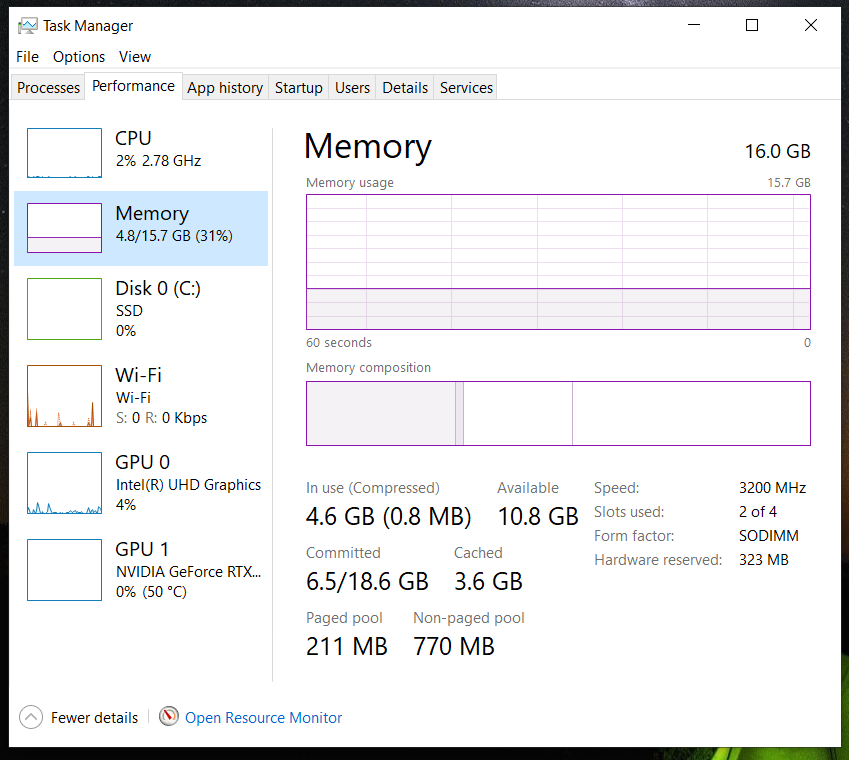 Task Manager
File Options View
Processes Performance App history Startup Users Details Services
CPU
2% 2.78 GHz
Memory
4.8/15.7 GB (31%)
Disk 0 (C:)
SSD
0%
Wi-Fi
Wi-Fi
S: 0 R: 0 Kbps
GPU 0
Intel(R) UHD Graphics
4%
GPU 1
NVIDIA GeForce RTX...
0% (50 °C)
Memory 16.0 GB
Memory usage 15.7 GB
60 seconds 0
Memory composition
In use (Compressed) Available
4.6 GB (0.8 MB) 10.8 GB
Committed Cached
6.5/18.6 GB 3.6 GB
Paged pool Non-paged pool
211 MB 770 MB
Speed: 3200 MHz
Slots used: 2 of 4
Form factor: SODIMM
Hardware reserved: 323 MB
Fewer details Open Resource Monitor